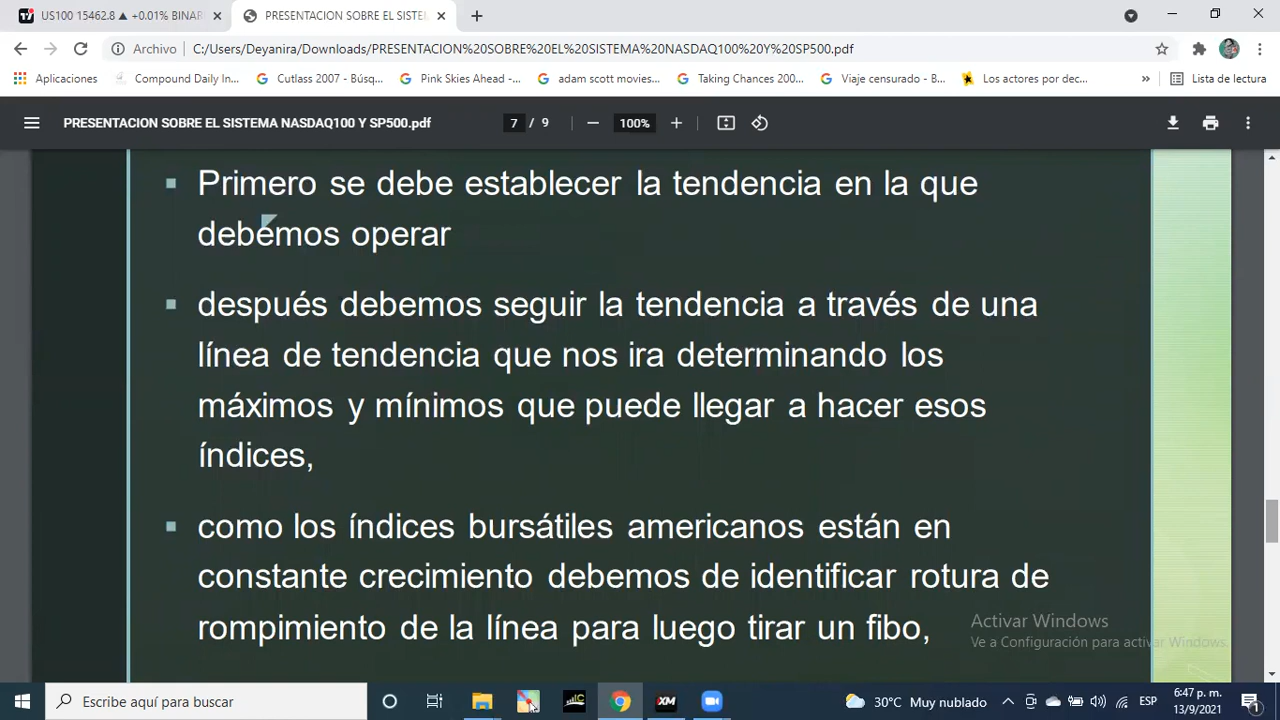 US100 15462.8 ▲ +0.01% BINAR
PRESENTACION SOBRE EL SISTEM
Archivo
C:/Users/Deyanira/Downloads/PRESENTACION%20SOBRE%20EL%20SISTEMA%20NASDAQ100%20Y%20SP500.pdf
Aplicaciones
Compound Daily In...
Cutlass 2007 - Búsq...
Pink Skies Ahead -...
adam scott movies...
Taking Chances 200...
Viaje censurado - B...
Los actores por dec...
»
Lista de lectura
PRESENTACION SOBRE EL SISTEMA NASDAQ100 Y SP500.pdf
7 / 9
100%
Primero se debe establecer la tendencia en la que
debemos operar
después debemos seguir la tendencia a través de una
línea de tendencia que nos ira determinando los
máximos y mínimos que puede llegar a hacer esos
índices,
como los índices bursátiles americanos están en
constante crecimiento debemos de identificar rotura de
rompimiento de la línea para luego tirar un fibo,
Activar Windows
Ve a Configuración para activar Windows.
Escribe aquí para buscar
XM
30°C Muy nublado
ESP
6:47 p. m.
13/9/2021
1